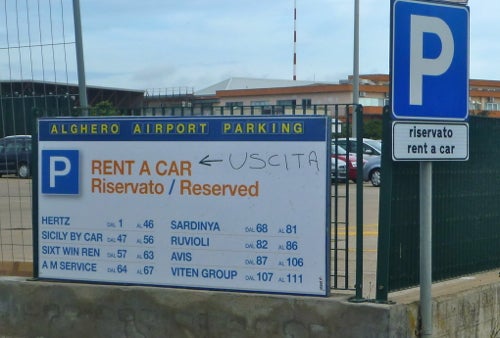 ALGHERO AIRPORT PARKING
P
RENT A CAR ← USCITA
Riservato / Reserved
HERTZ DAL 1 AL 46
SICILY BY CAR DAL 47 AL 56
SIXT WIN REN DAL 57 AL 63
A M SERVICE DAL 64 AL 67
SARDINYA DAL 68 AL 81
RUVIOLI DAL 82 AL 86
AVIS DAL 87 AL 106
VITEN GROUP DAL 107 AL 111
P
riservato
rent a car